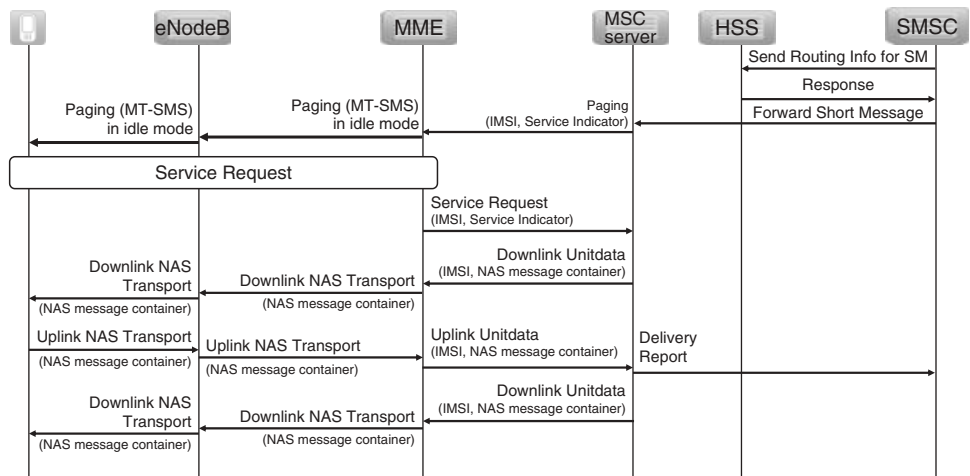 eNodeB
MME
MSC
server
HSS
SMSC
Send Routing Info for SM
Response
Forward Short Message
Paging (MT-SMS)
in idle mode
Paging (MT-SMS)
in idle mode
Paging
(IMSI, Service Indicator)
Service Request
Service Request
(IMSI, Service Indicator)
Downlink Unitdata
(IMSI, NAS message container)
Downlink NAS
Transport
(NAS message container)
Downlink NAS Transport
(NAS message container)
Uplink NAS Transport
(NAS message container)
Uplink NAS Transport
(NAS message container)
Uplink Unitdata
(IMSI, NAS message container)
Delivery
Report
Downlink Unitdata
(IMSI, NAS message container)
Downlink NAS
Transport
(NAS message container)
Downlink NAS Transport
(NAS message container)